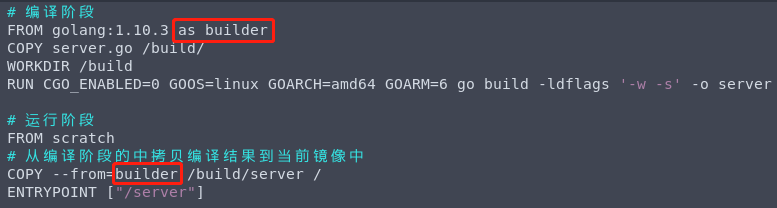 # 编译阶段
FROM golang:1.10.3 as builder
COPY server.go /build/
WORKDIR /build
RUN CGO_ENABLED=0 GOOS=linux GOARCH=amd64 GOARM=6 go build -ldflags '-w -s' -o server
# 运行阶段
FROM scratch
# 从编译阶段的中拷贝编译结果到当前镜像中
COPY --from=builder /build/server /
ENTRYPOINT ["/server"]